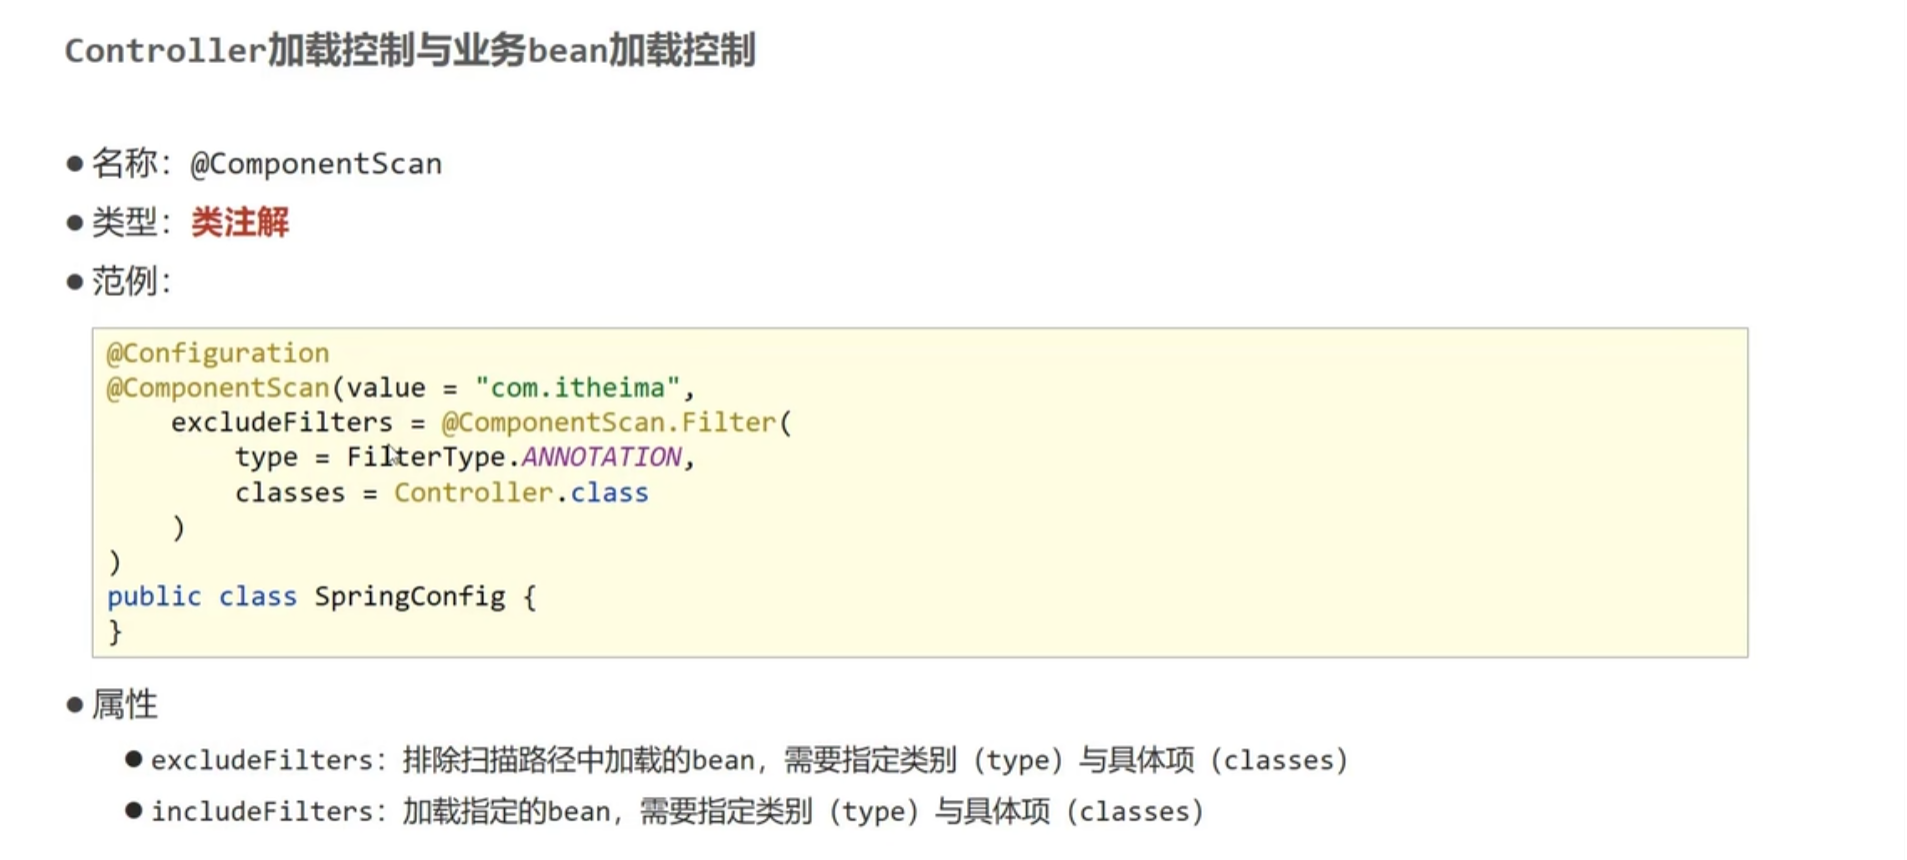 Controller加载控制与业务bean加载控制
● 名称：@ComponentScan
● 类型：类注解
● 范例：
@Configuration
@ComponentScan(value = "com.itheima",
    excludeFilters = @ComponentScan.Filter(
        type = FilterType.ANNOTATION,
        classes = Controller.class
    )
)
public class SpringConfig {
}
● 属性
● excludeFilters：排除扫描路径中加载的bean，需要指定类别（type）与具体项（classes）
● includeFilters：加载指定的bean，需要指定类别（type）与具体项（classes）